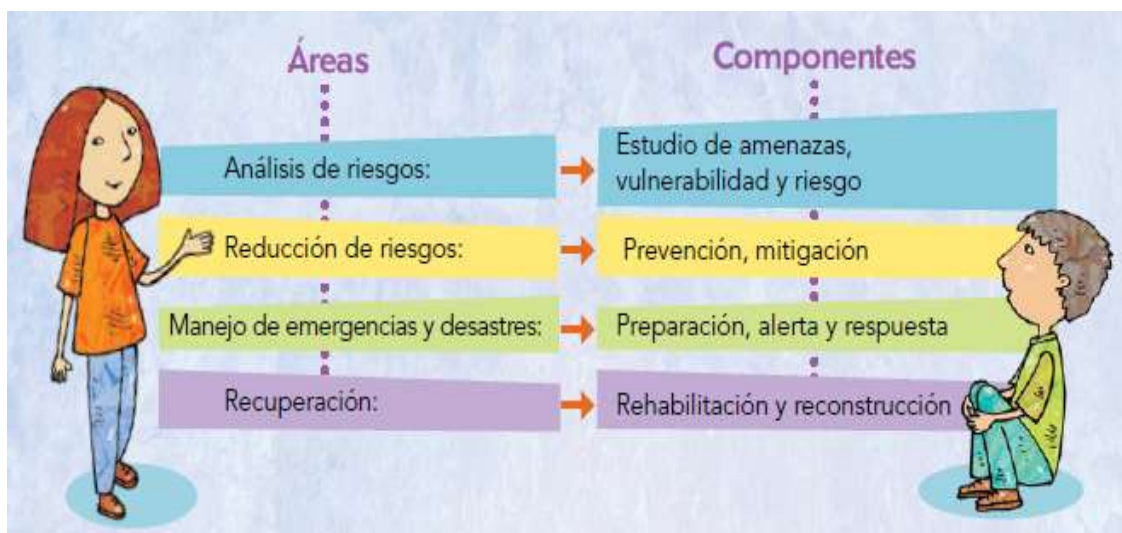 Áreas
Componentes
Análisis de riesgos:
Estudio de amenazas,
vulnerabilidad y riesgo
Reducción de riesgos:
Prevención, mitigación
Manejo de emergencias y desastres:
Preparación, alerta y respuesta
Recuperación:
Rehabilitación y reconstrucción